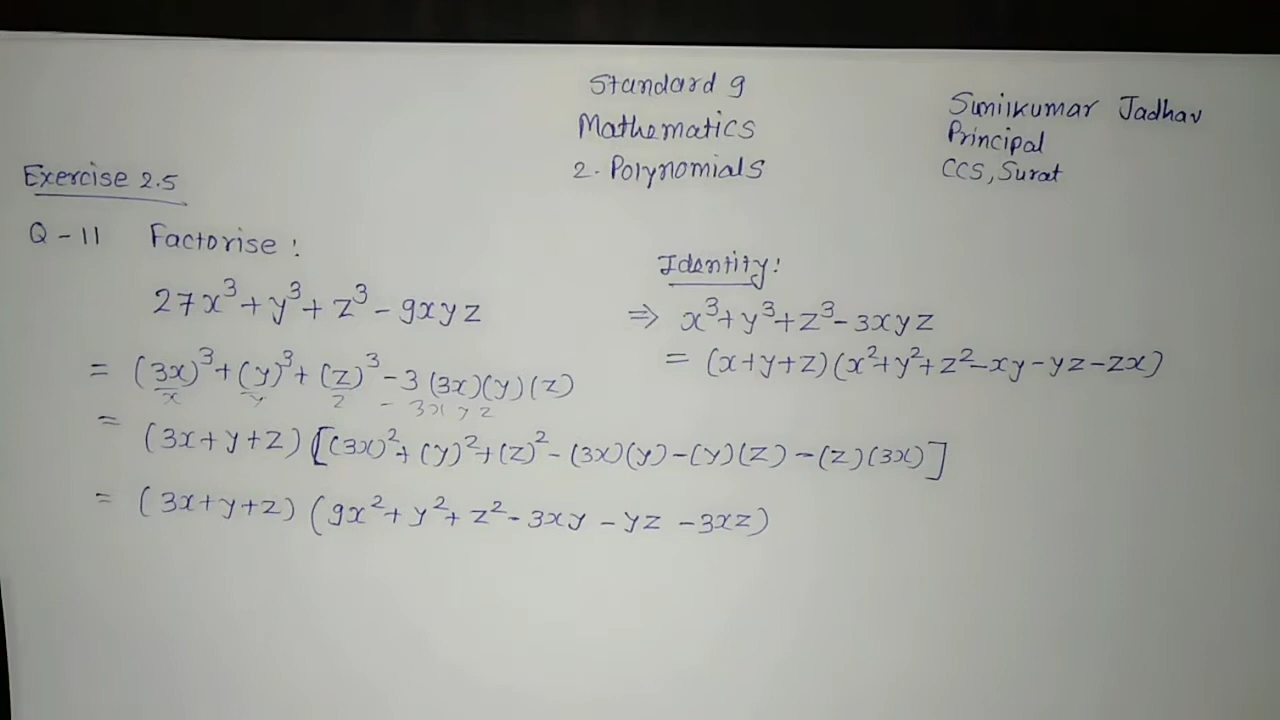 Standard 9
Mathematics
2. Polynomials
Sunilkumar Jadhav
Principal
CCS, Surat
Exercise 2.5
Q-11 Factorise:
27x³ + y³ + z³ - 9xyz
= (3x)³ + (y)³ + (z)³ - 3 (3x)(y)(z)
x y z - 3xyz
= (3x+y+z) [(3x)² + (y)² + (z)² - (3x)(y) - (y)(z) - (z)(3x)]
= (3x+y+z) (9x² + y² + z² - 3xy - yz - 3xz)
Identity:
⇒ x³ + y³ + z³ - 3xyz
= (x+y+z) (x² + y² + z² - xy - yz - zx)